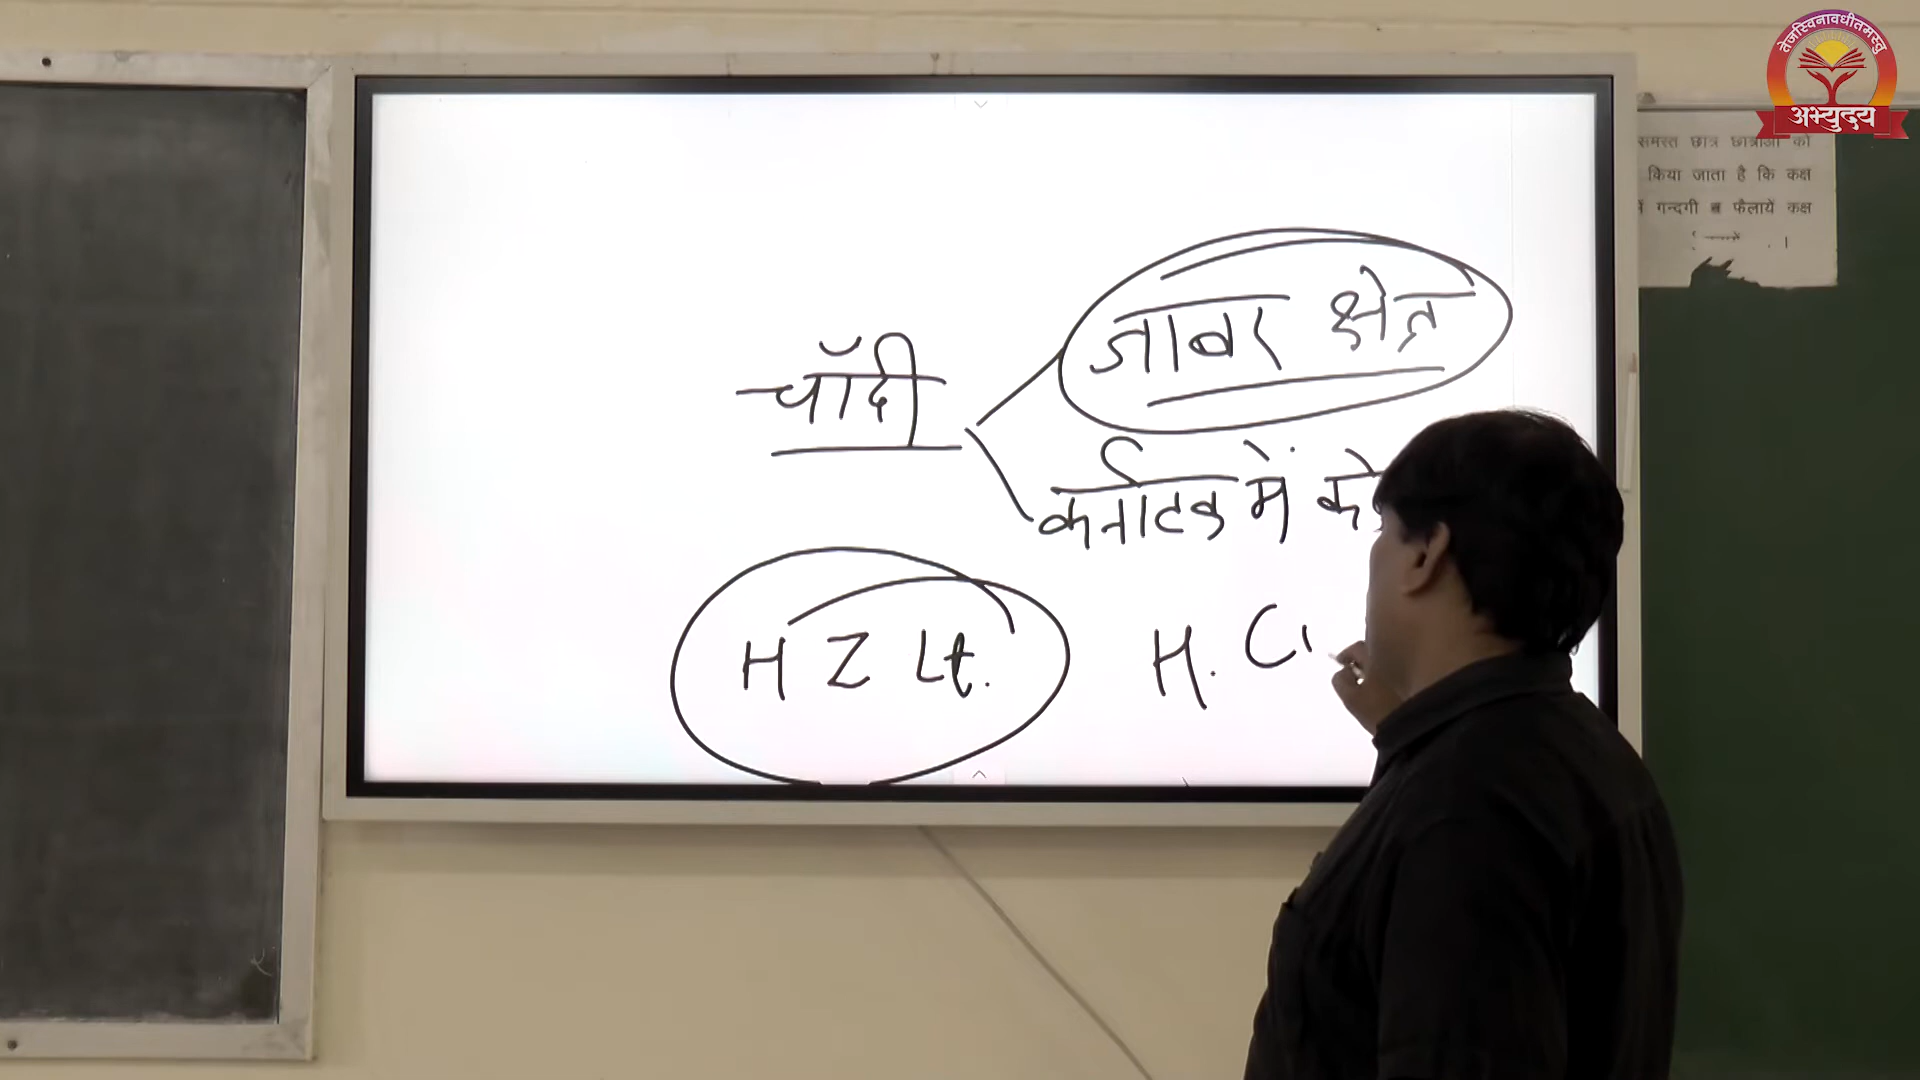 तेजस्विनावधीतमस्तु
अभ्युदय
समस्त छात्र छात्राओं को
किया जाता है कि कक्ष
में गन्दगी न फैलायें कक्ष
चाँदी
जावर क्षेत्र
कर्नाटक में
H Z Lt.
H. C